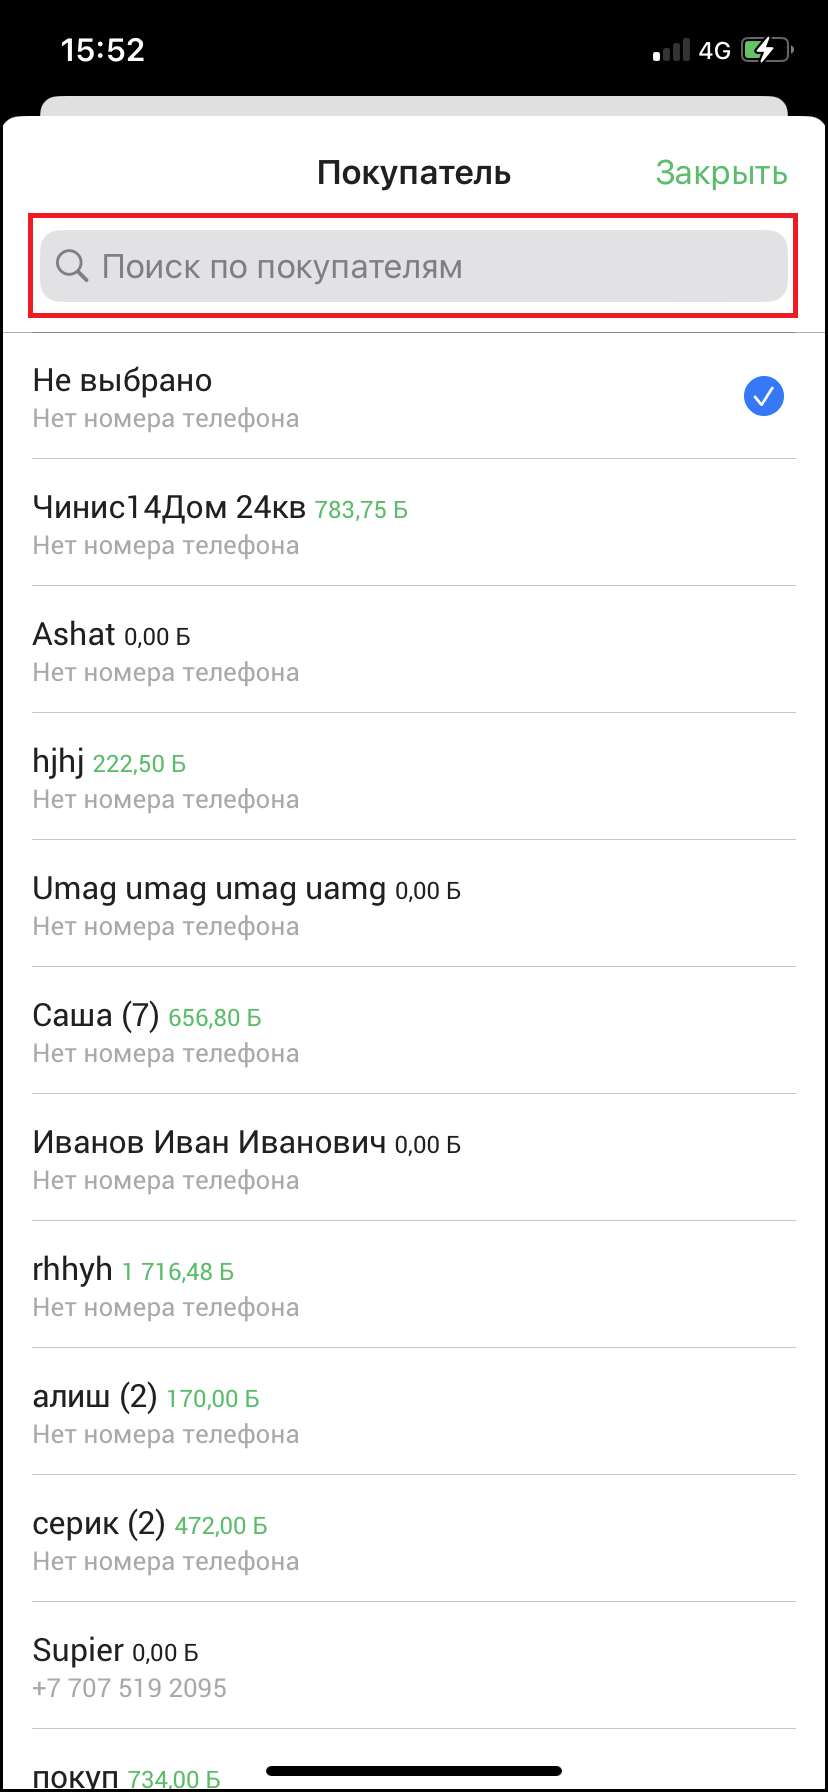 15:52
4G
Покупатель
Закрыть
Поиск по покупателям
Не выбрано
Нет номера телефона
Чинис14Дом 24кв 783,75 Б
Нет номера телефона
Ashat 0,00 Б
Нет номера телефона
hjhj 222,50 Б
Нет номера телефона
Umag umag umag uamg 0,00 Б
Нет номера телефона
Саша (7) 656,80 Б
Нет номера телефона
Иванов Иван Иванович 0,00 Б
Нет номера телефона
rhhyh 1 716,48 Б
Нет номера телефона
алиш (2) 170,00 Б
Нет номера телефона
серик (2) 472,00 Б
Нет номера телефона
Supier 0,00 Б
+7 707 519 2095
покуп 734,00 Б